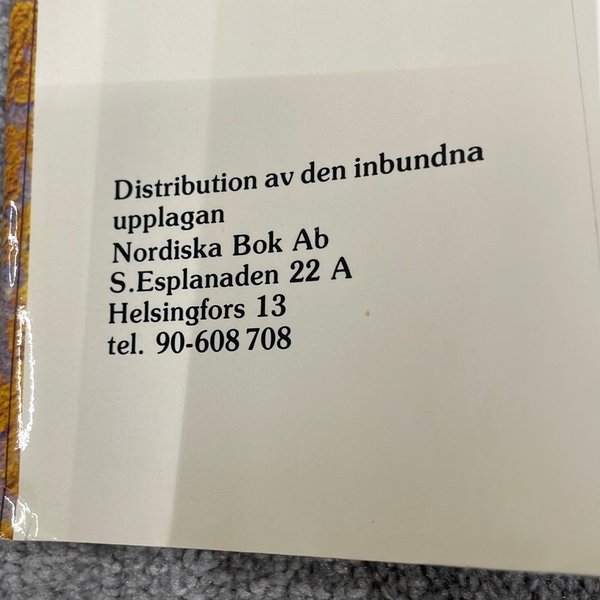 Distribution av den inbundna
upplagan
Nordiska Bok Ab
S.Esplanaden 22 A
Helsingfors 13
tel. 90-608 708